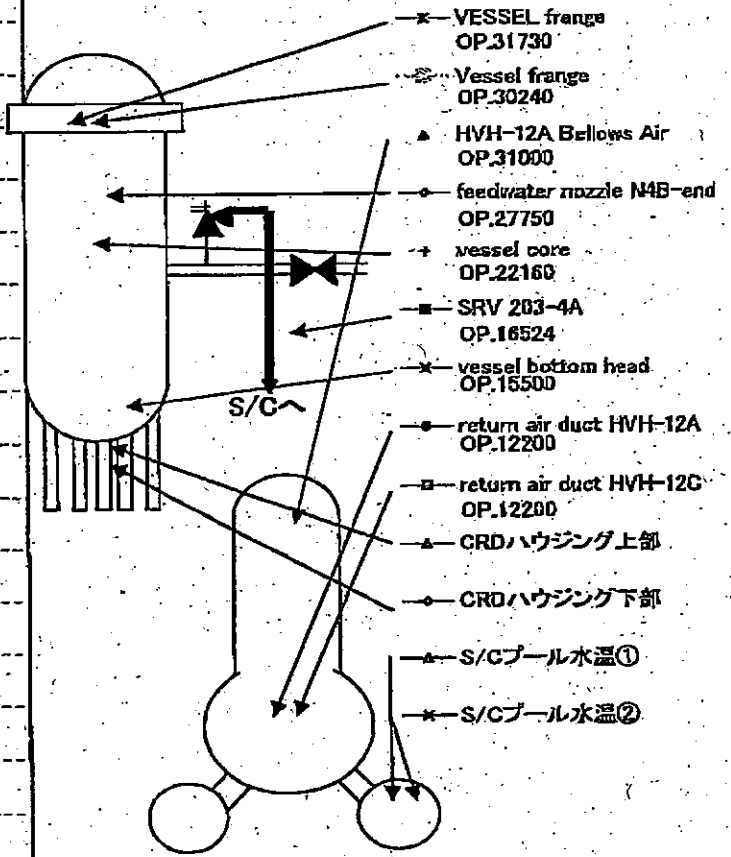 VESSEL frange
OP.31730
Vessel frange
OP.30240
HVH-12A Bellows Air
OP.31000
feedwater nozzle N4B-end
OP.27750
vessel core
OP.22160
SRV 203-4A
OP.16524
vessel bottom head
OP.15500
S/Cへ
return air duct HVH-12A
OP.12200
return air duct HVH-12C
OP.12200
CRDハウジング上部
CRDハウジング下部
S/Cプール水温①
S/Cプール水温②